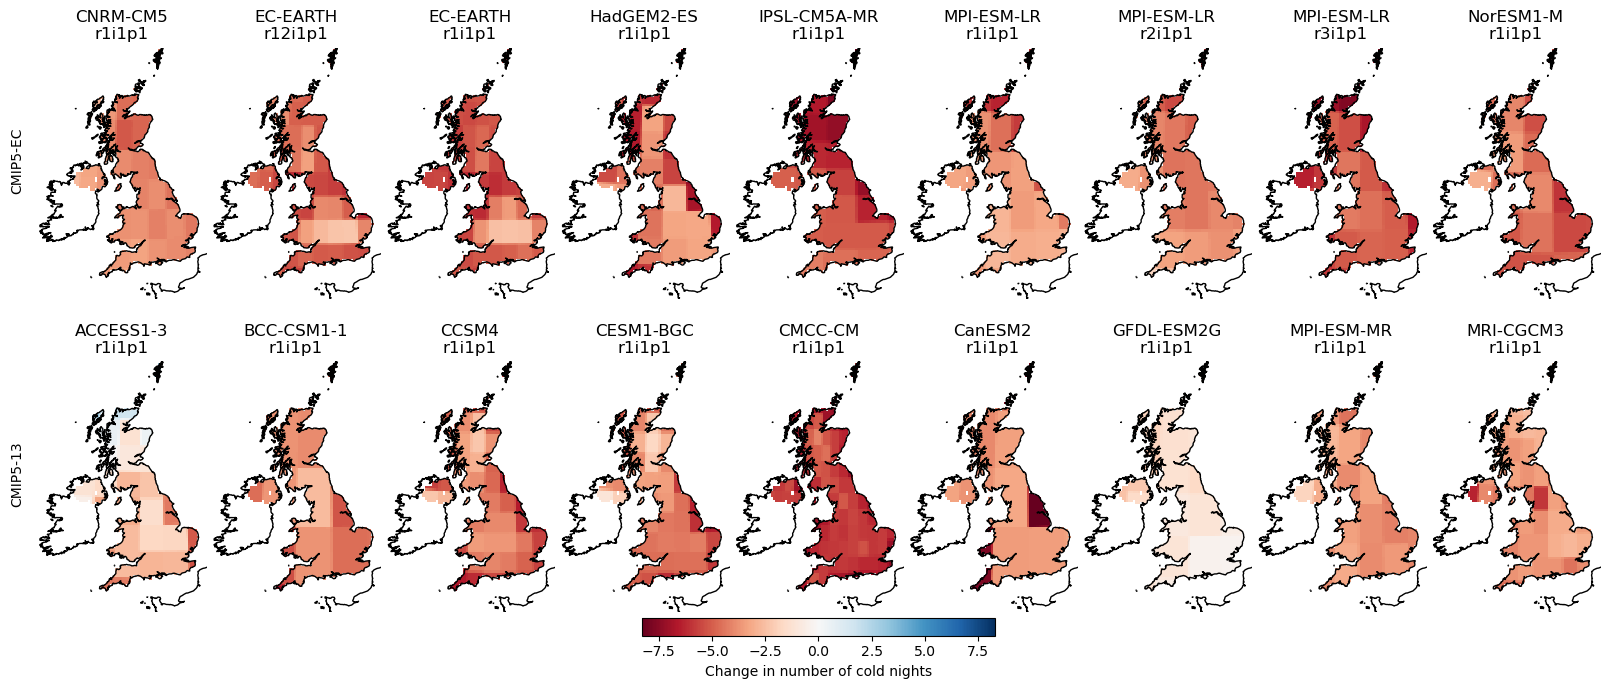 CNRM-CM5
r1i1p1
EC-EARTH
r12i1p1
EC-EARTH
r1i1p1
HadGEM2-ES
r1i1p1
IPSL-CM5A-MR
r1i1p1
MPI-ESM-LR
r1i1p1
MPI-ESM-LR
r2i1p1
MPI-ESM-LR
r3i1p1
NorESM1-M
r1i1p1
CMIP5-EC
ACCESS1-3
r1i1p1
BCC-CSM1-1
r1i1p1
CCSM4
r1i1p1
CESM1-BGC
r1i1p1
CMCC-CM
r1i1p1
CanESM2
r1i1p1
GFDL-ESM2G
r1i1p1
MPI-ESM-MR
r1i1p1
MRI-CGCM3
r1i1p1
CMIP5-13
−7.5 −5.0 −2.5 0.0 2.5 5.0 7.5
Change in number of cold nights